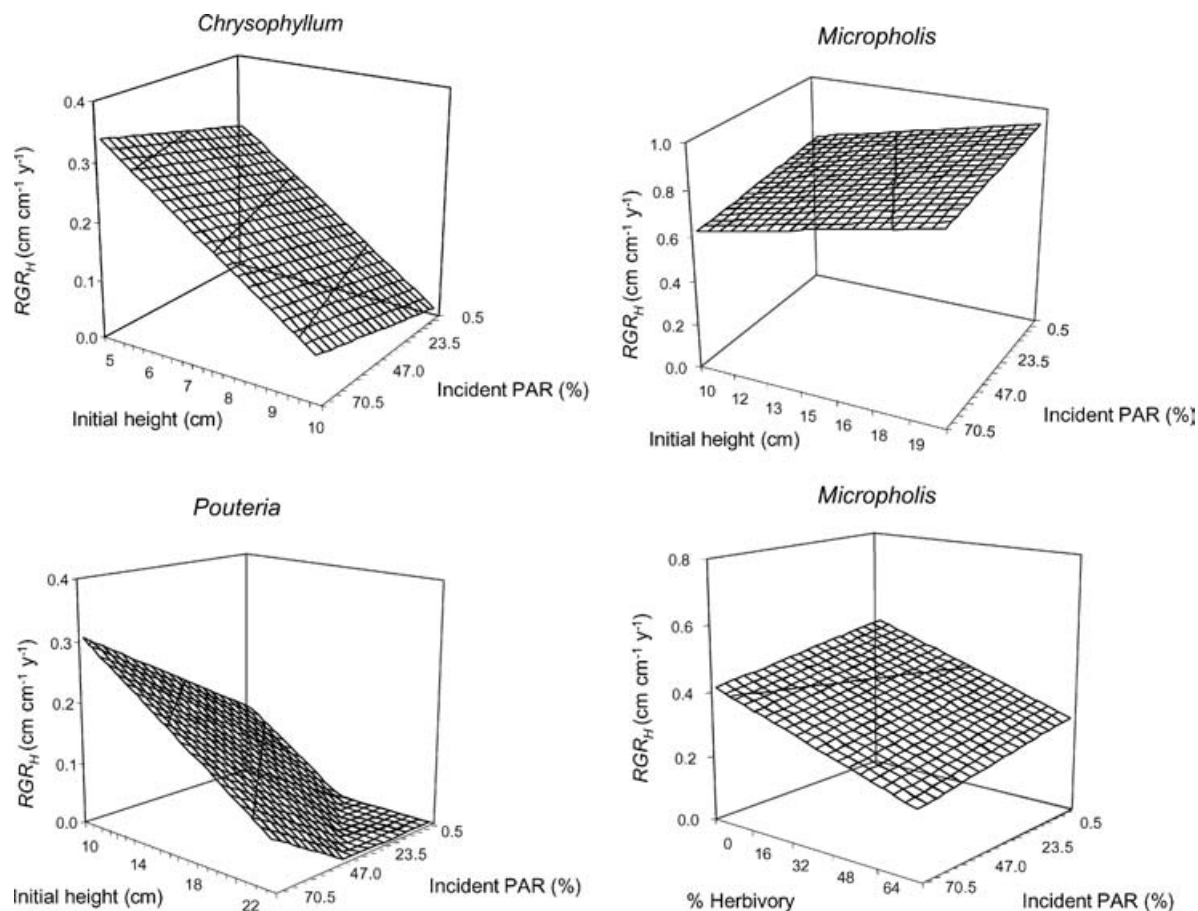 Chrysophyllum
0.4
0.3
0.2
0.1
0.0
RGR_H (cm cm⁻¹ y⁻¹)
5 6 7 8 9 10
Initial height (cm)
0.5
23.5
47.0
70.5
Incident PAR (%)
Micropholis
1.0
0.8
0.6
0.4
0.2
0.0
RGR_H (cm cm⁻¹ y⁻¹)
10 12 13 15 16 18 19
Initial height (cm)
0.5
23.5
47.0
70.5
Incident PAR (%)
Pouteria
0.4
0.3
0.2
0.1
0.0
RGR_H (cm cm⁻¹ y⁻¹)
10 14 18 22
Initial height (cm)
0.5
23.5
47.0
70.5
Incident PAR (%)
Micropholis
0.8
0.6
0.4
0.2
0.0
RGR_H (cm cm⁻¹ y⁻¹)
0 16 32 48 64
% Herbivory
0.5
23.5
47.0
70.5
Incident PAR (%)